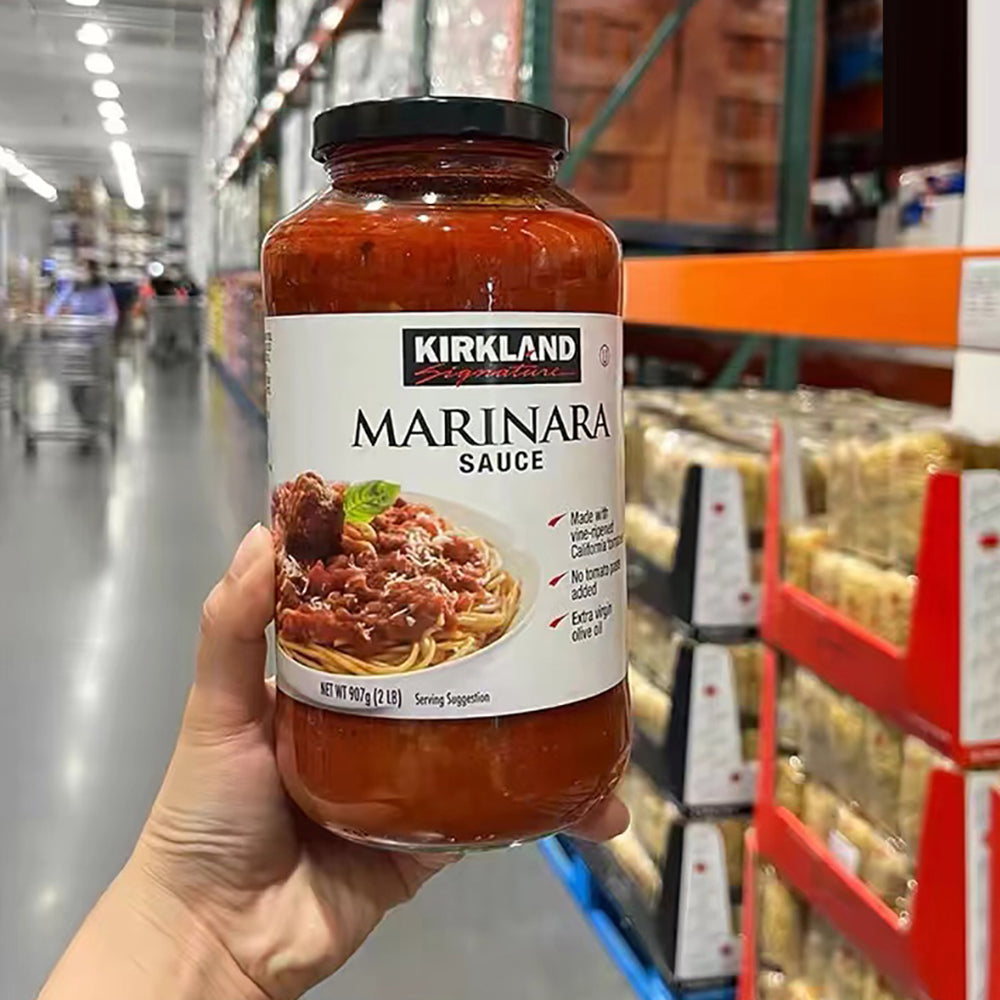 KIRKLAND
Signature
MARINARA
SAUCE
Made with
vine-ripened
California
No tomato
added
Extra virgin
olive oil
NET WT 907g (2 LB) Serving Suggestion